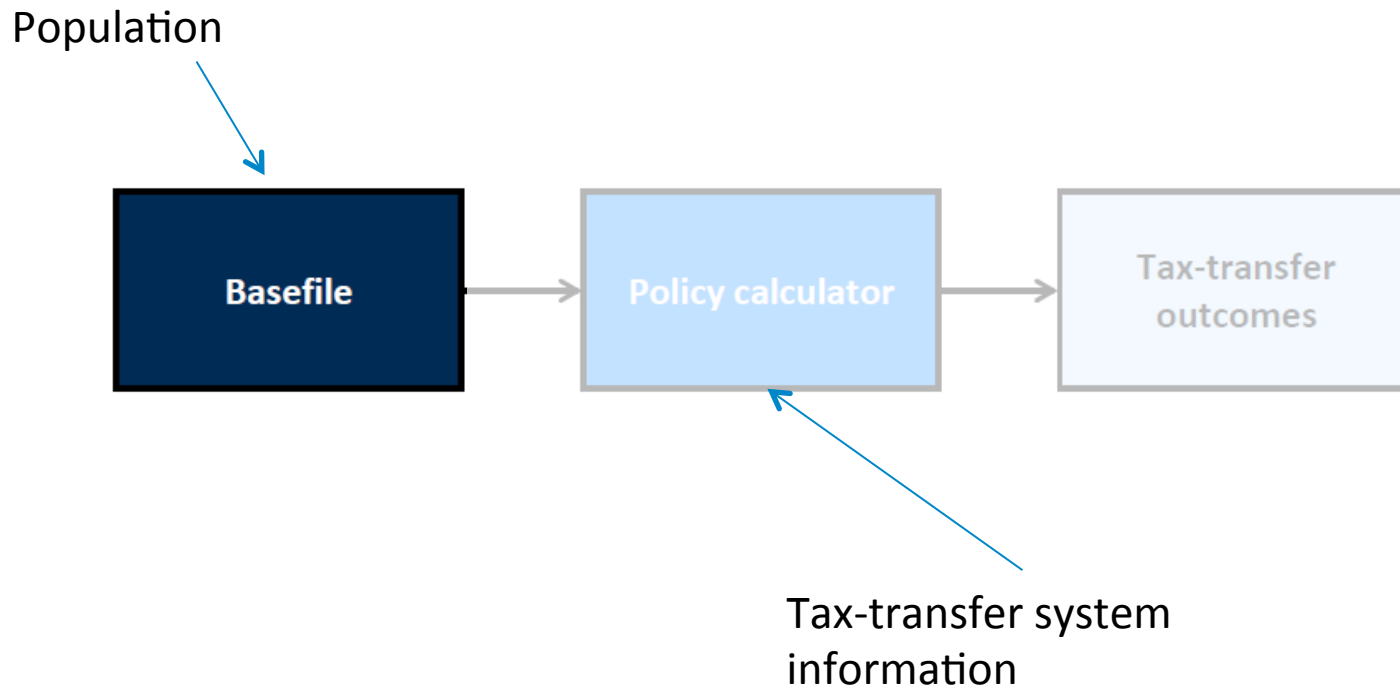 Population
Basefile
Policy calculator
Tax-transfer
outcomes
Tax-transfer system
information